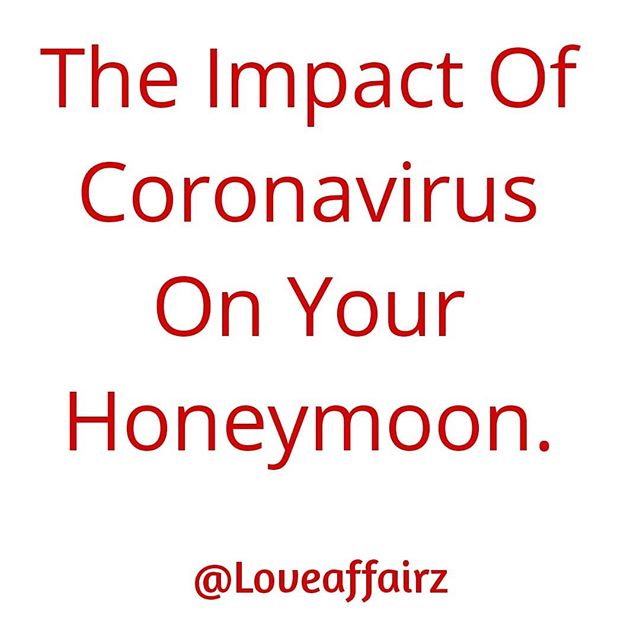 The Impact Of
Coronavirus
On Your
Honeymoon.
@Loveaffairz